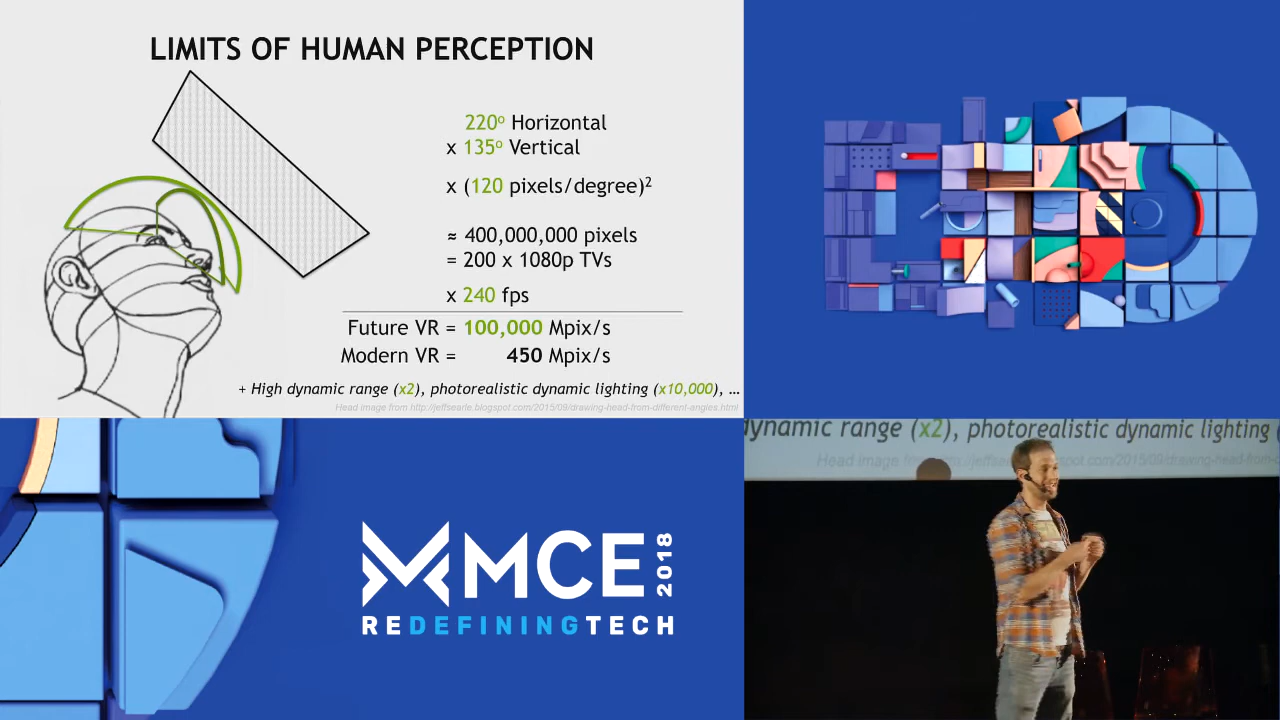 LIMITS OF HUMAN PERCEPTION
220° Horizontal
x 135° Vertical
x (120 pixels/degree)²
≈ 400,000,000 pixels
= 200 x 1080p TVs
x 240 fps
Future VR = 100,000 Mpix/s
Modern VR = 450 Mpix/s
+ High dynamic range (x2), photorealistic dynamic lighting (x10,000), ...
Head image from http://jeffsearle.blogspot.com/2015/09/drawing-head-from-different-angles.html
MCE 2018
REDEFININGTECH
dynamic range (x2), photorealistic dynamic lighting
Head image